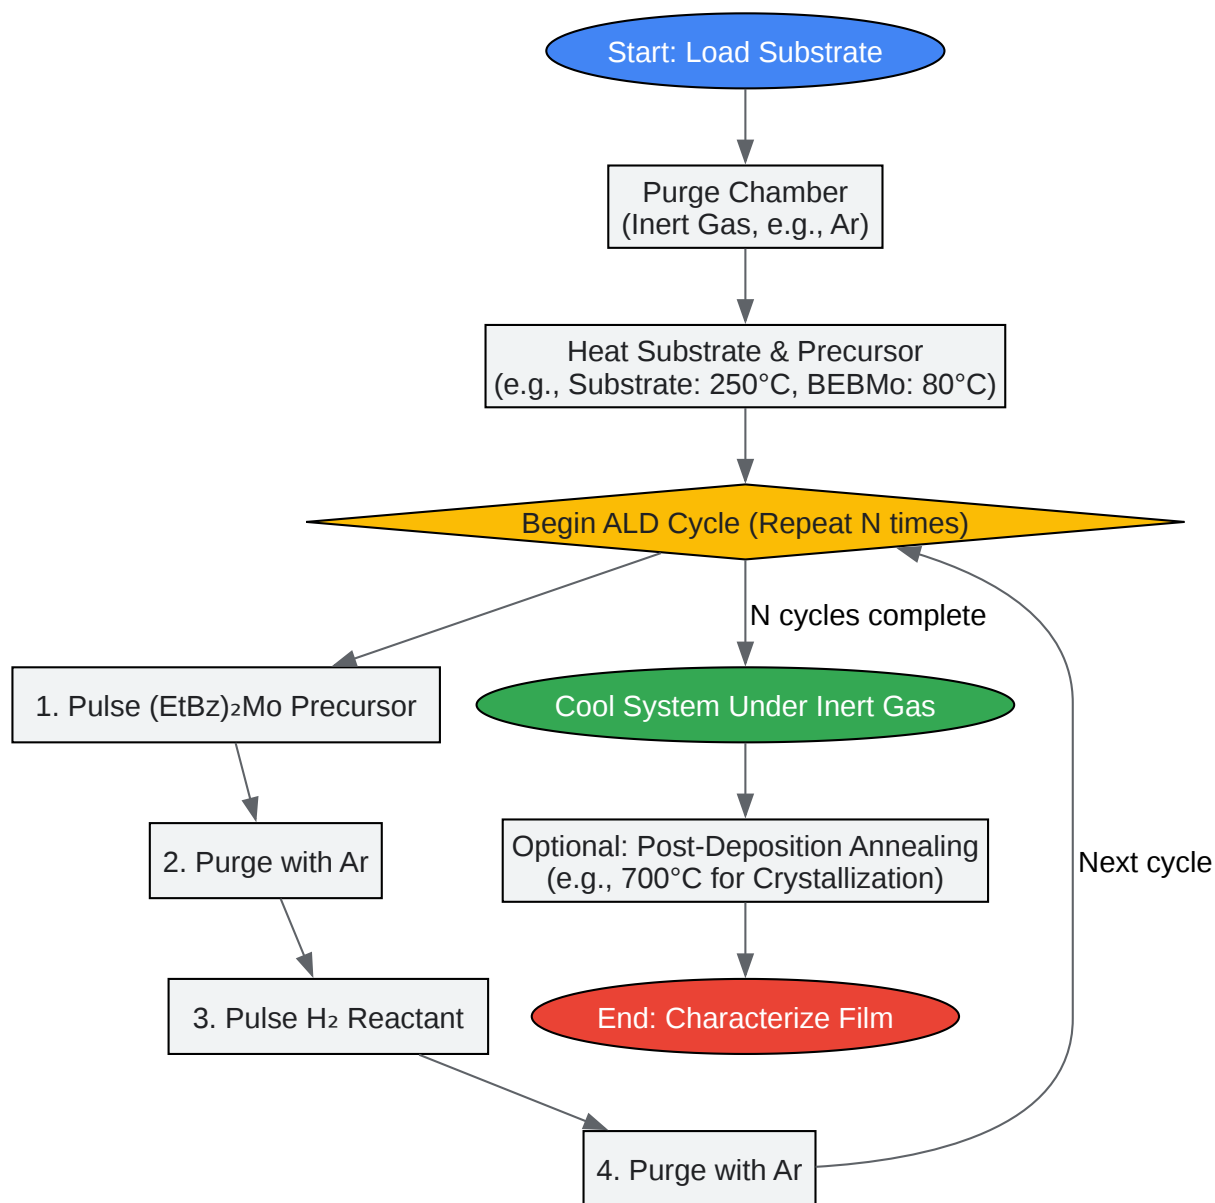 Start: Load Substrate
Purge Chamber
(Inert Gas, e.g., Ar)
Heat Substrate & Precursor
(e.g., Substrate: 250°C, BEBMo: 80°C)
Begin ALD Cycle (Repeat N times)
N cycles complete
1. Pulse (EtBz)₂Mo Precursor
Cool System Under Inert Gas
2. Purge with Ar
Optional: Post-Deposition Annealing
(e.g., 700°C for Crystallization)
Next cycle
3. Pulse H₂ Reactant
End: Characterize Film
4. Purge with Ar